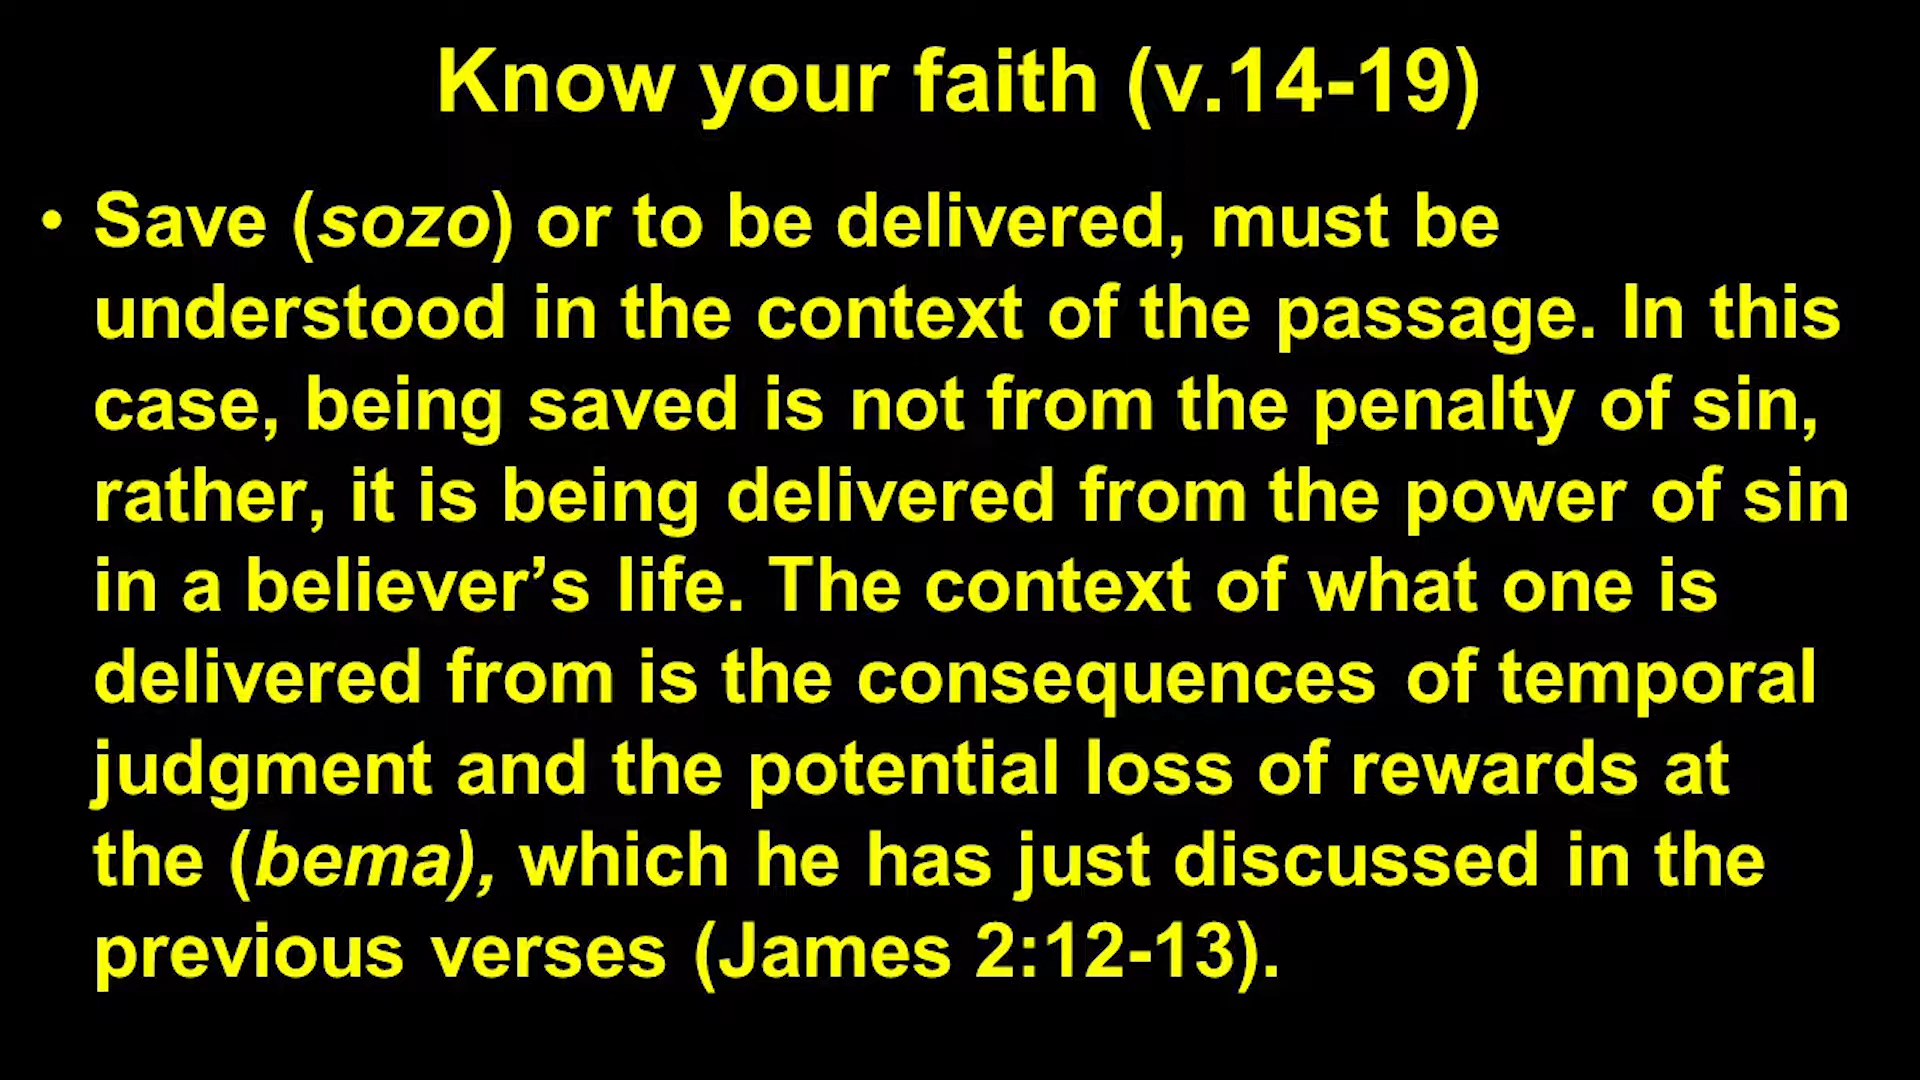 Know your faith (v.14-19)
• Save (sozo) or to be delivered, must be
understood in the context of the passage. In this
case, being saved is not from the penalty of sin,
rather, it is being delivered from the power of sin
in a believer’s life. The context of what one is
delivered from is the consequences of temporal
judgment and the potential loss of rewards at
the (bema), which he has just discussed in the
previous verses (James 2:12-13).